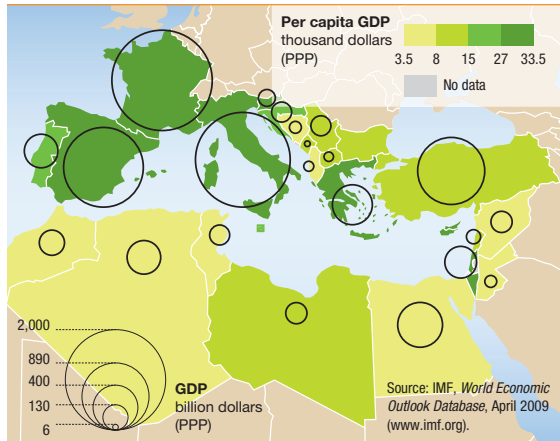 Per capita GDP
thousand dollars
(PPP)
3.5 8 15 27 33.5
No data
2,000
890
400
130
6
GDP
billion dollars
(PPP)
Source: IMF, World Economic
Outlook Database, April 2009
(www.imf.org).